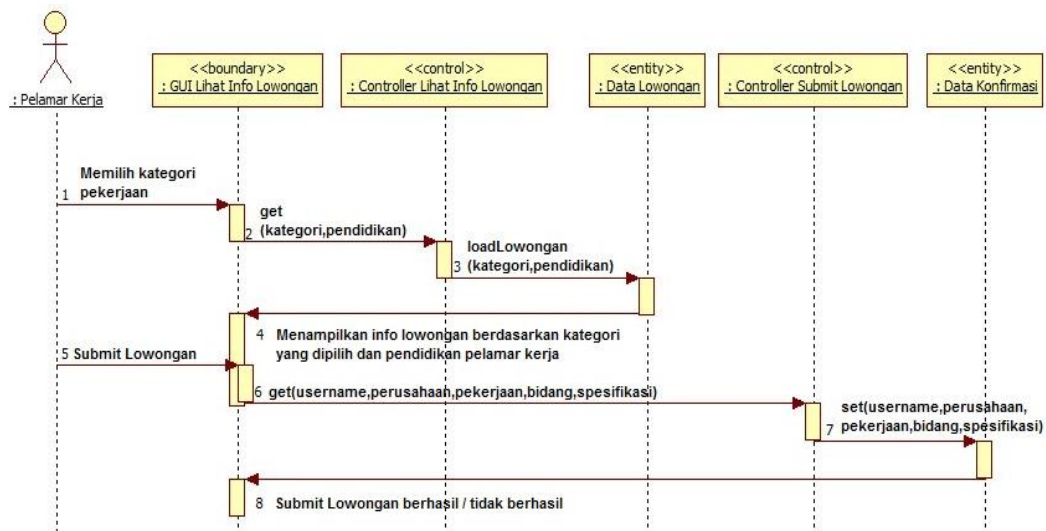 <<boundary>>
: GUI Lihat Info Lowongan
<<control>>
: Controller Lihat Info Lowongan
<<entity>>
: Data Lowongan
<<control>>
: Controller Submit Lowongan
<<entity>>
: Data Konfirmasi
: Pelamar Kerja
Memilih kategori
1 pekerjaan
get
2 (kategori,pendidikan)
loadLowongan
3 (kategori,pendidikan)
4 Menampilkan info lowongan berdasarkan kategori
yang dipilih dan pendidikan pelamar kerja
5 Submit Lowongan
6 get(username,perusahaan,pekerjaan,bidang,spesifikasi)
set(username,perusahaan,
7 pekerjaan,bidang,spesifikasi)
8 Submit Lowongan berhasil / tidak berhasil